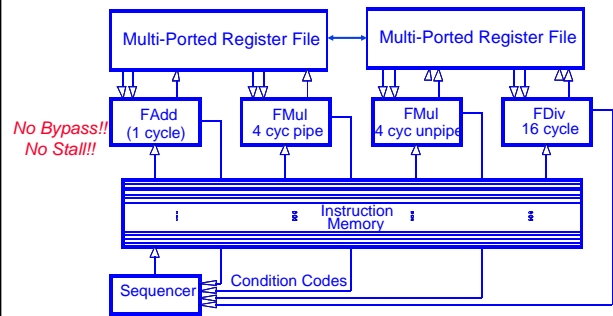 Multi-Ported Register File
Multi-Ported Register File
No Bypass!!
No Stall!!
FAdd
(1 cycle)
FMul
4 cyc pipe
FMul
4 cyc unpipe
FDiv
16 cycle
Instruction
Memory
Condition Codes
Sequencer